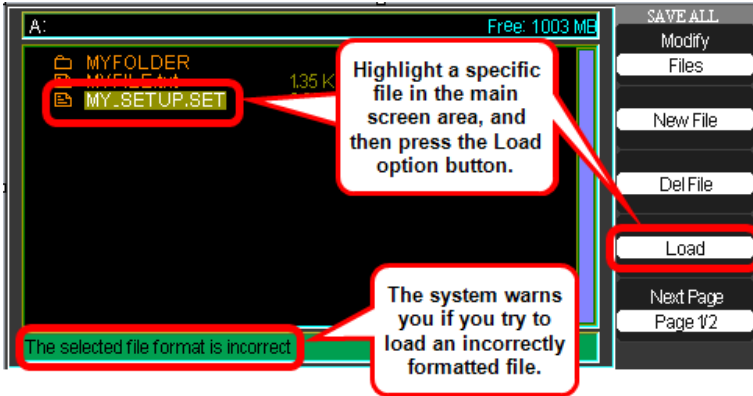 A:
Free: 1003 MB
MYFOLDER
MYFILE.txt
1.35 K
MY_SETUP.SET
The selected file format is incorrect
Highlight a specific
file in the main
screen area, and
then press the Load
option button.
The system warns
you if you try to
load an incorrectly
formatted file.
SAVE ALL
Modify
Files
New File
Del File
Load
Next Page
Page 1/2